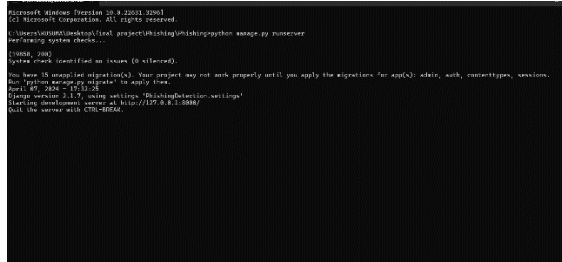 Microsoft Windows [Version 10.0.22631.3296]
(c) Microsoft Corporation. All rights reserved.
C:\Users\KUSUMA\Desktop\final project\Phishing\Phishing>python manage.py runserver
Performing system checks...
(19058, 200)
System check identified no issues (0 silenced).
You have 15 unapplied migration(s). Your project may not work properly until you apply the migrations for app(s): admin, auth, contenttypes, sessions.
Run 'python manage.py migrate' to apply them.
April 07, 2024 - 17:33:25
Django version 2.1.7, using settings 'PhishingDetection.settings'
Starting development server at http://127.0.0.1:8000/
Quit the server with CTRL-BREAK.